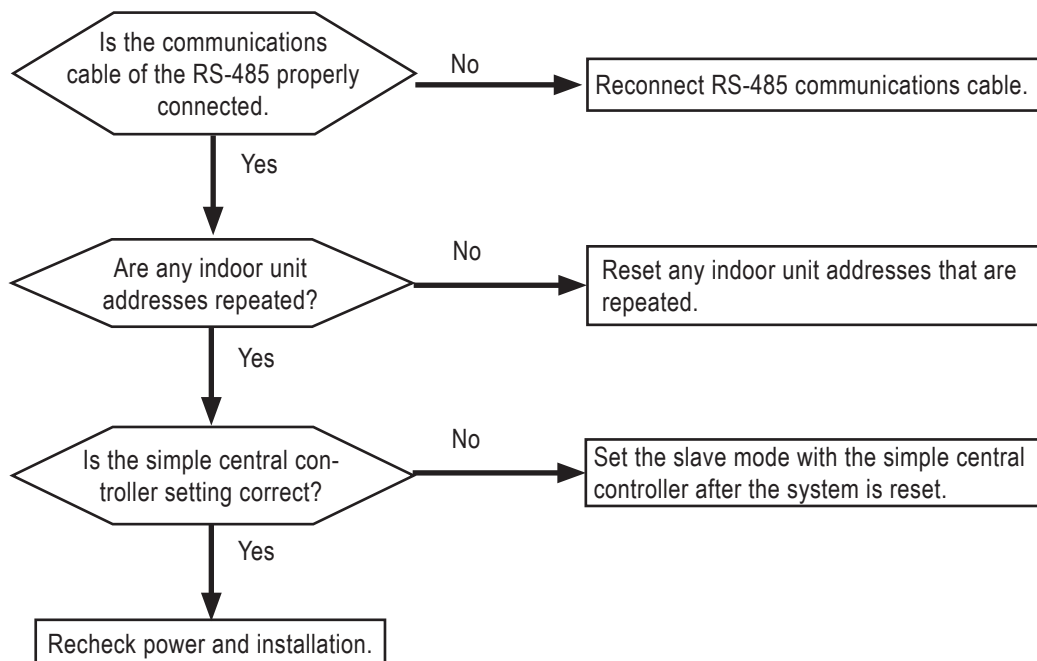 Is the communications
cable of the RS-485 properly
connected.
No
Reconnect RS-485 communications cable.
Yes
Are any indoor unit
addresses repeated?
No
Reset any indoor unit addresses that are
repeated.
Yes
Is the simple central con-
troller setting correct?
No
Set the slave mode with the simple central
controller after the system is reset.
Yes
Recheck power and installation.